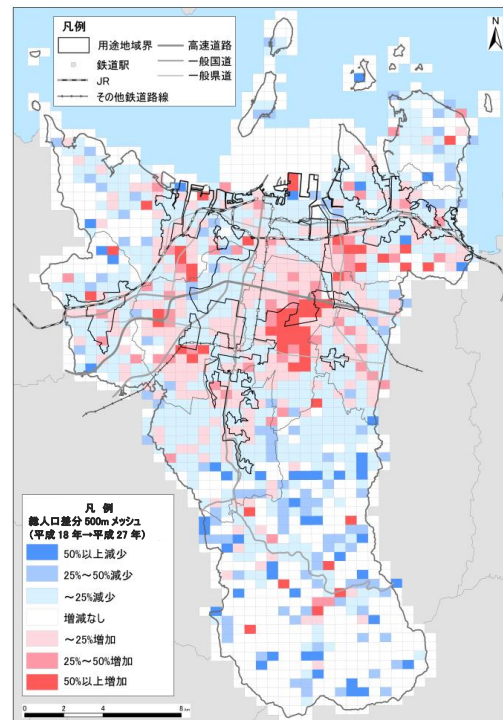 凡例
用途地域界
高速道路
鉄道駅
一般国道
JR
一般県道
その他鉄道路線
N
凡 例
総人口差分 500m メッシュ
（平成 18 年→平成 27 年）
50%以上減少
25%～50%減少
～25%減少
増減なし
～25%増加
25%～50%増加
50%以上増加
0 2 4 8